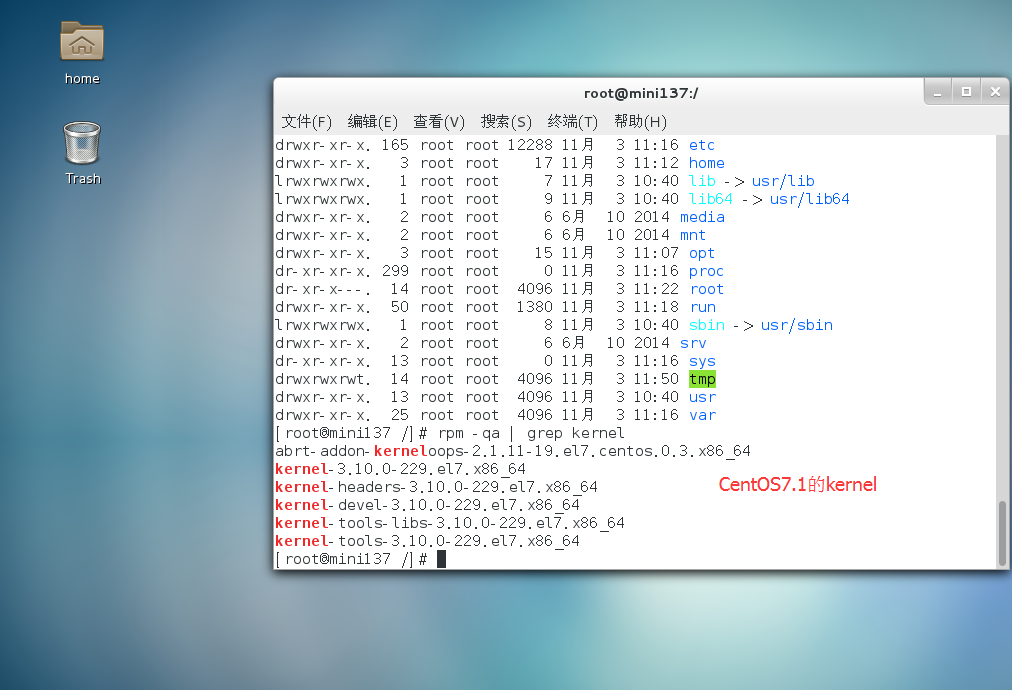 home
Trash
root@mini137:/
文件(F) 编辑(E) 查看(V) 搜索(S) 终端(T) 帮助(H)
drwxr-xr-x. 165 root root 12288 11月  3 11:16 etc
drwxr-xr-x.   3 root root    17 11月  3 11:12 home
lrwxrwxrwx.   1 root root     7 11月  3 10:40 lib -> usr/lib
lrwxrwxrwx.   1 root root     9 11月  3 10:40 lib64 -> usr/lib64
drwxr-xr-x.   2 root root     6 6月  10 2014 media
drwxr-xr-x.   2 root root     6 6月  10 2014 mnt
drwxr-xr-x.   3 root root    15 11月  3 11:07 opt
dr-xr-xr-x. 299 root root     0 11月  3 11:16 proc
dr-xr-x---.  14 root root  4096 11月  3 11:22 root
drwxr-xr-x.  50 root root  1380 11月  3 11:18 run
lrwxrwxrwx.   1 root root     8 11月  3 10:40 sbin -> usr/sbin
drwxr-xr-x.   2 root root     6 6月  10 2014 srv
dr-xr-xr-x.  13 root root     0 11月  3 11:16 sys
drwxrwxrwt.  14 root root  4096 11月  3 11:50 tmp
drwxr-xr-x.  13 root root  4096 11月  3 10:40 usr
drwxr-xr-x.  25 root root  4096 11月  3 11:16 var
[root@mini137 /]# rpm -qa | grep kernel
abrt-addon-kerneloops-2.1.11-19.el7.centos.0.3.x86_64
kernel-3.10.0-229.el7.x86_64
kernel-headers-3.10.0-229.el7.x86_64
CentOS7.1的kernel
kernel-devel-3.10.0-229.el7.x86_64
kernel-tools-libs-3.10.0-229.el7.x86_64
kernel-tools-3.10.0-229.el7.x86_64
[root@mini137 /]#